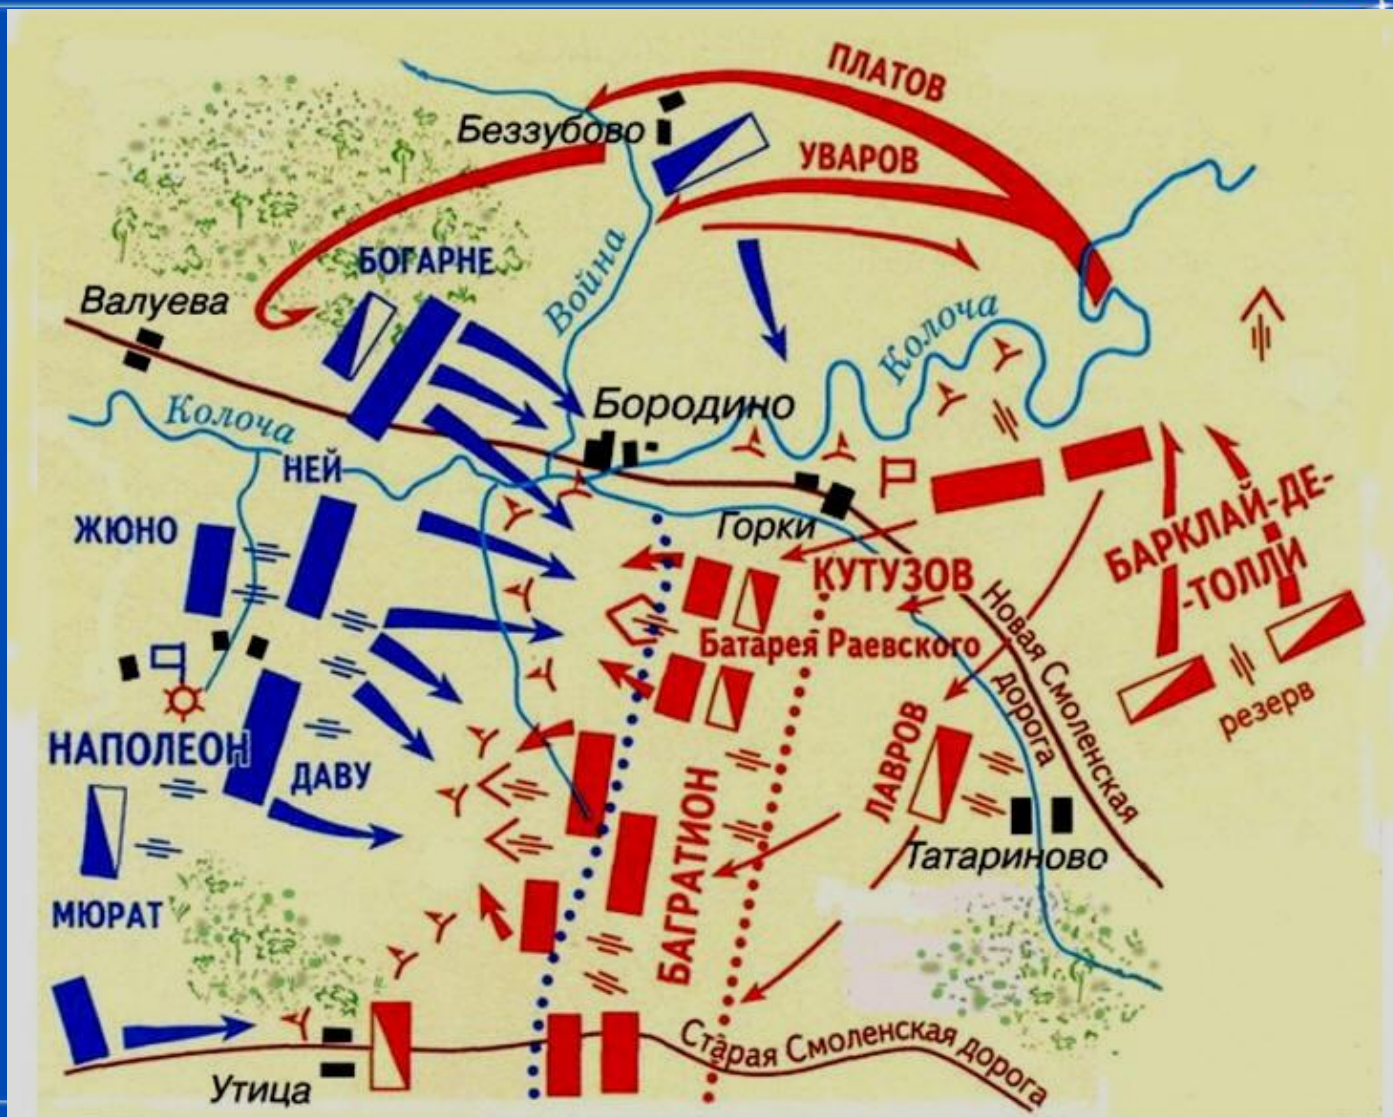 ПЛАТОВ
Беззубово
УВАРОВ
БОГАРНЕ
Война
Валуева
Колоча
Колоча
Бородино
НЕЙ
ЖЮНО
Горки
БАРКЛАЙ-ДЕ-
-ТОЛЛИ
КУТУЗОВ
Батарея Раевского
Новая Смоленская
дорога
резерв
НАПОЛЕОН
ДАВУ
ЛАВРОВ
БАГРАТИОН
Татариново
МЮРАТ
Старая Смоленская дорога
Утица